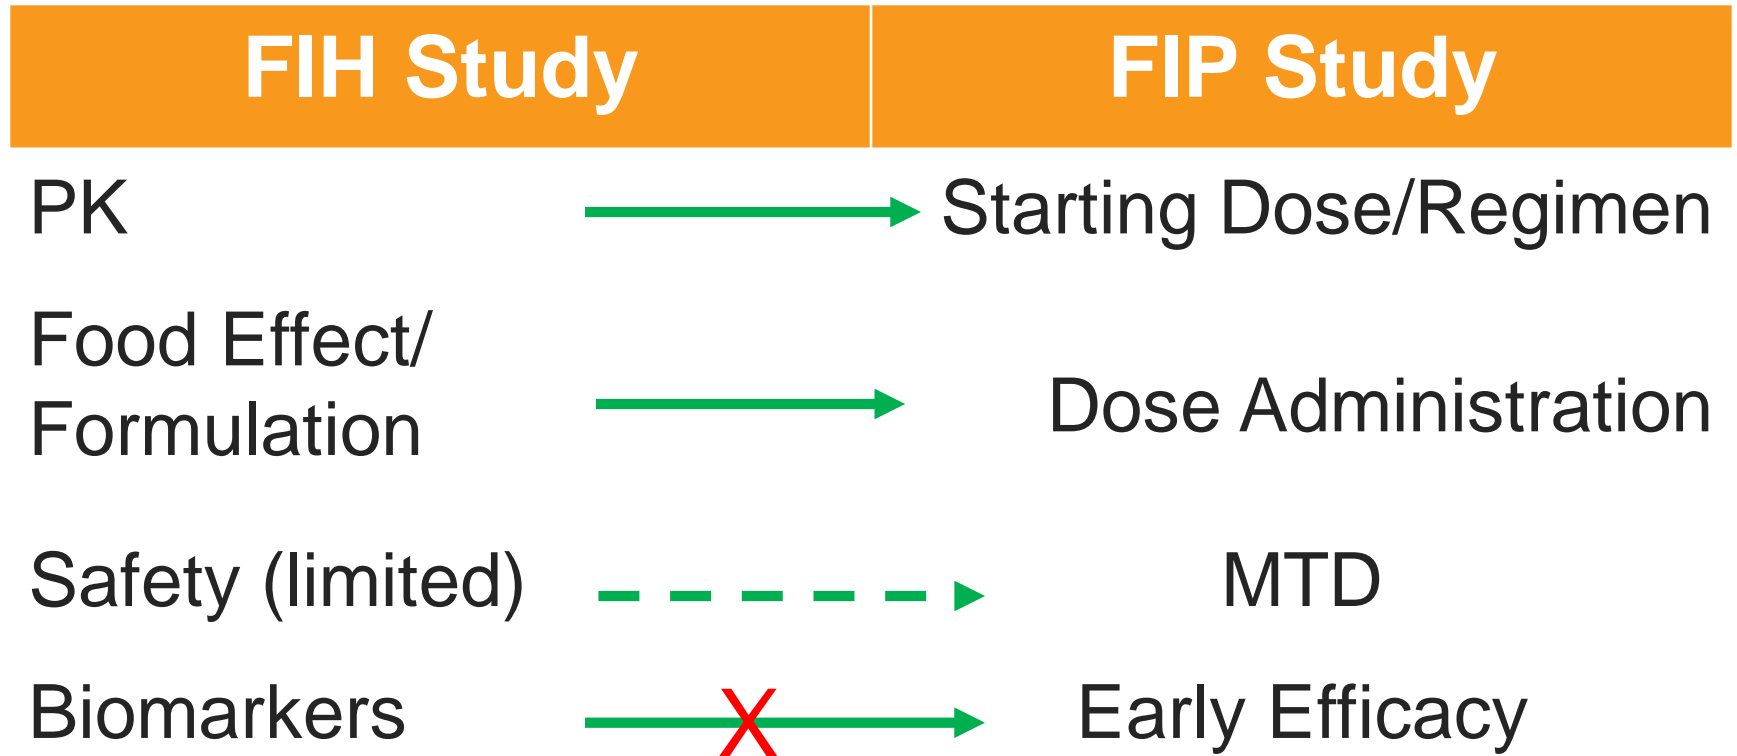 FIH Study FIP Study
PK Starting Dose/Regimen
Food Effect/
Formulation Dose Administration
Safety (limited) MTD
Biomarkers X Early Efficacy